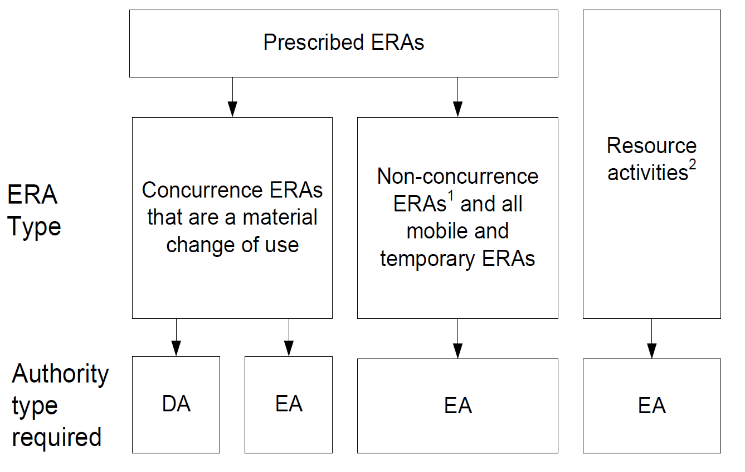 Prescribed ERAs
ERA
Type
Concurrence ERAs
that are a material
change of use
Non-concurrence
ERAs¹ and all
mobile and
temporary ERAs
Resource
activities²
Authority
type
required
DA
EA
EA
EA